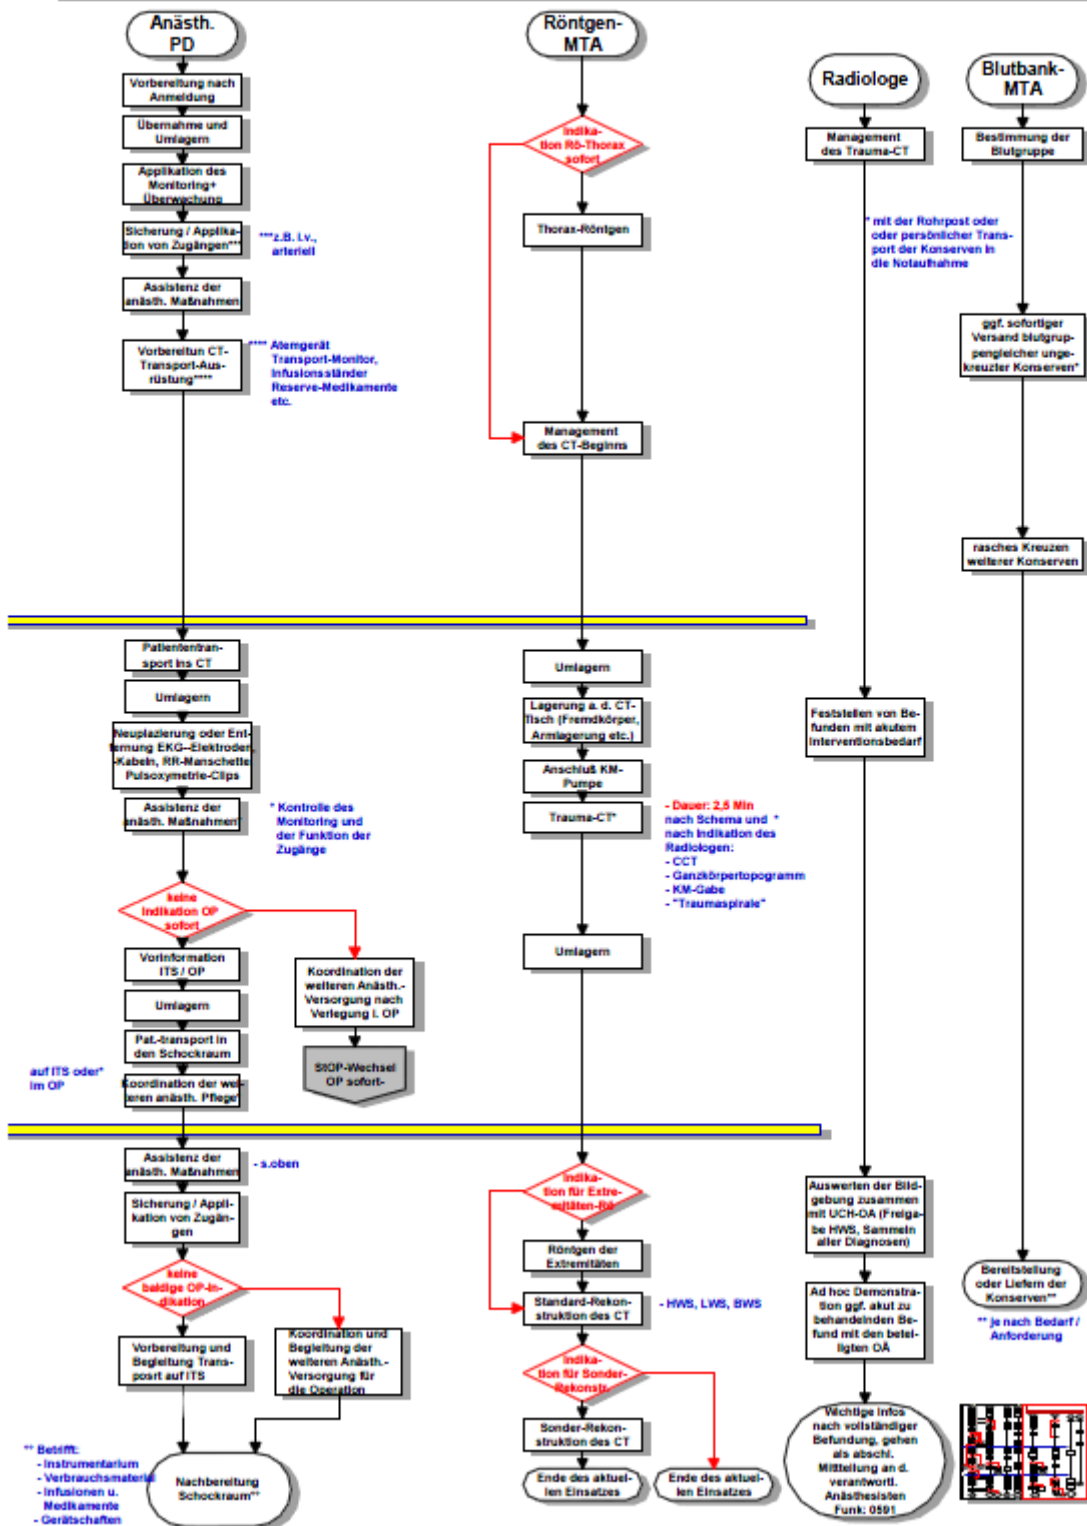 Anästh.
PD
Vorbereitung nach
Anmeldung
Übernahme und
Umlagern
Applikation des
Monitoring+
Überwachung
Sicherung / Applika-
tion von Zugängen***
***z.B. i.v.,
arteriell
Assistenz der
anästh. Maßnahmen
Vorbereitun CT-
Transport-Aus-
rüstung****
**** Atemgerät
Transport-Monitor,
Infusionsständer
Reserve-Medikamente
etc.
Patiententran-
sport ins CT
Umlagern
Neuplazierung oder Ent-
fernung EKG--Elektroden,
-Kabeln, RR-Manschette
Pulsoxymetrie-Clips
Assistenz der
anästh. Maßnahmen*
* Kontrolle des
Monitoring und
der Funktion der
Zugänge
keine
Indikation OP
sofort
Vorinformation
ITS / OP
Umlagern
Pat.-transport in
den Schockraum
auf ITS oder*
im OP
Koordination der wei-
teren anästh. Pflege*
Koordination der
weiteren Anästh.-
Versorgung nach
Verlegung i. OP
StOP-Wechsel
OP sofort-
Assistenz der
anästh. Maßnahmen
- s.oben
Sicherung / Appli-
kation von Zugän-
gen
keine
baldige OP-In-
dikation
Vorbereitung und
Begleitung Trans-
posrt auf ITS
Koordination und
Begleitung der
weiteren Anästh.-
Versorgung für
die Operation
** Betrifft:
- Instrumentarium
- Verbrauchsmaterial
- Infusionen u.
Medikamente
- Gerätschaften
Nachbereitung
Schockraum**
Röntgen-
MTA
Indika-
tion Rö-Thorax
sofort
Thorax-Röntgen
Management
des CT-Beginns
Umlagern
Lagerung a. d. CT-
Tisch (Fremdkörper,
Armlagerung etc.)
Anschluß KM-
Pumpe
Trauma-CT*
- Dauer: 2,5 Min
nach Schema und *
nach Indikation des
Radiologen:
- CCT
- Ganzkörpertopogramm
- KM-Gabe
- "Traumaspirale"
Umlagern
Indika-
tion für Extre-
mitäten-Rö
Röntgen der
Extremitäten
Standard-Rekon-
struktion des CT
- HWS, LWS, BWS
Indika-
tion für Sonder-
Rekonstr.
Sonder-Rekon-
struktion des CT
Ende des aktuel-
len Einsatzes
Ende des aktuel-
len Einsatzes
Radiologe
Management
des Trauma-CT
* mit der Rohrpost oder
oder persönlicher Trans-
port der Konserven in
die Notaufnahme
Feststellen von Be-
funden mit akutem
Interventionsbedarf
Auswerten der Bild-
gebung zusammen
mit UCH-OA (Freiga-
be HWS, Sammeln
aller Diagnosen)
Ad hoc Demonstra-
tion ggf. akut zu
behandelnden Be-
fund mit den betei-
ligten OÄ
Wichtige Infos
nach vollständiger
Befundung, gehen
als abschl.
Mitteilung an d.
verantwortl.
Anästhesisten
Funk: 0591
Blutbank-
MTA
Bestimmung der
Blutgruppe
ggf. sofortiger
Versand blutgrup-
pengleicher unge-
kreuzter Konserven*
rasches Kreuzen
weiterer Konserven
Bereitstellung
oder Liefern der
Konserven**
** je nach Bedarf /
Anforderung